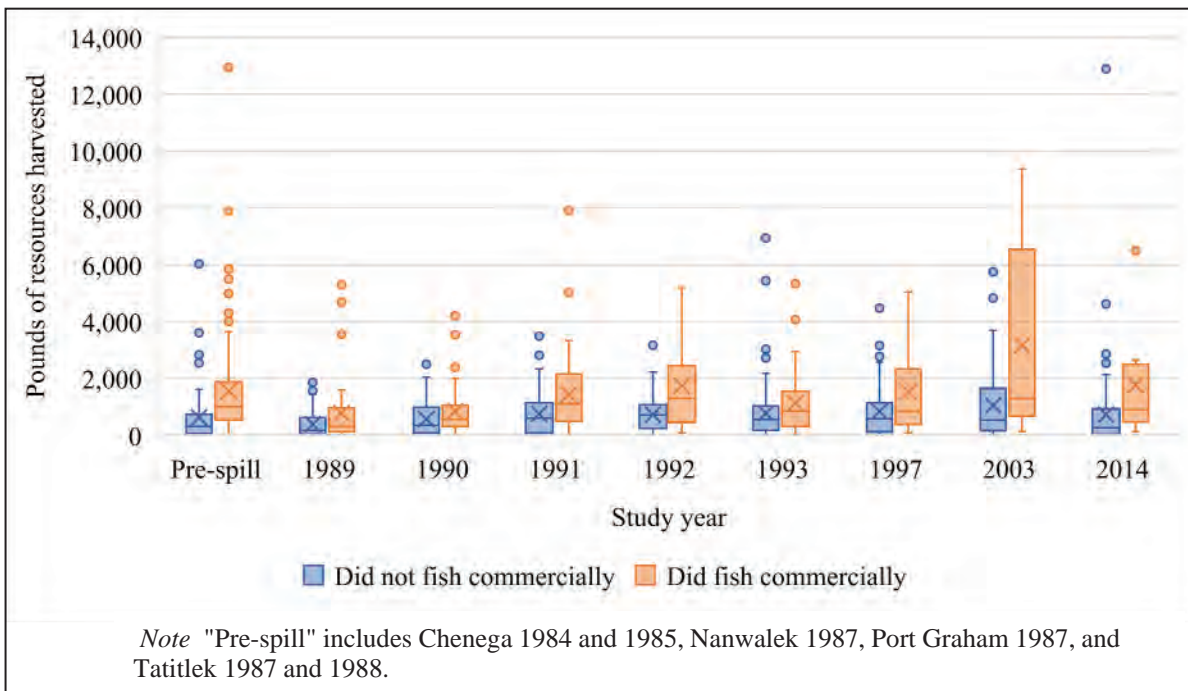 14,000
12,000
10,000
8,000
6,000
4,000
2,000
0
Pounds of resources harvested
Pre-spill 1989 1990 1991 1992 1993 1997 2003 2014
Study year
Did not fish commercially Did fish commercially
Note "Pre-spill" includes Chenega 1984 and 1985, Nanwalek 1987, Port Graham 1987, and
Tatitlek 1987 and 1988.